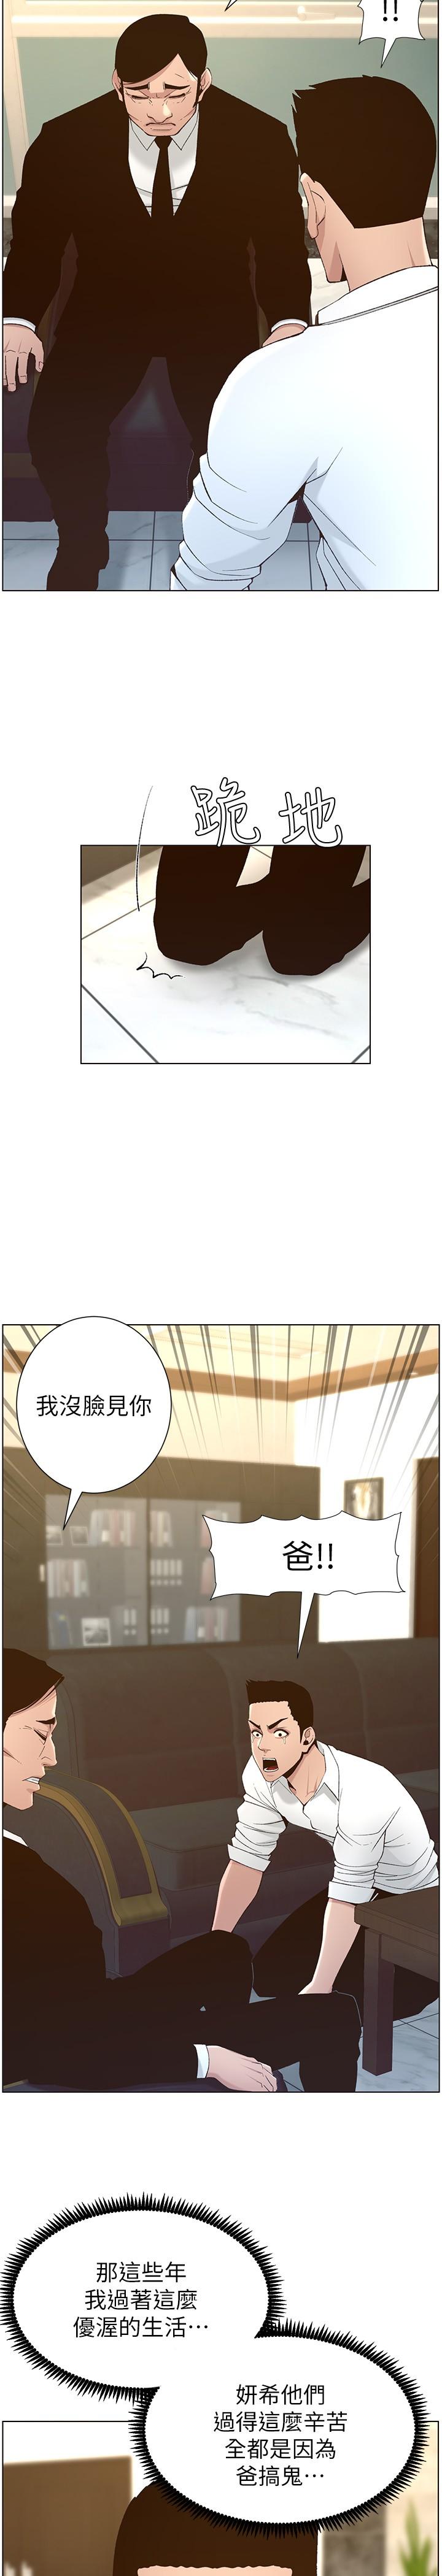 !!
跪地
我沒臉見你
爸!!
那這些年
我過著這麼
優渥的生活…
妍希他們
過得這麼辛苦
全都是因為
爸搞鬼…